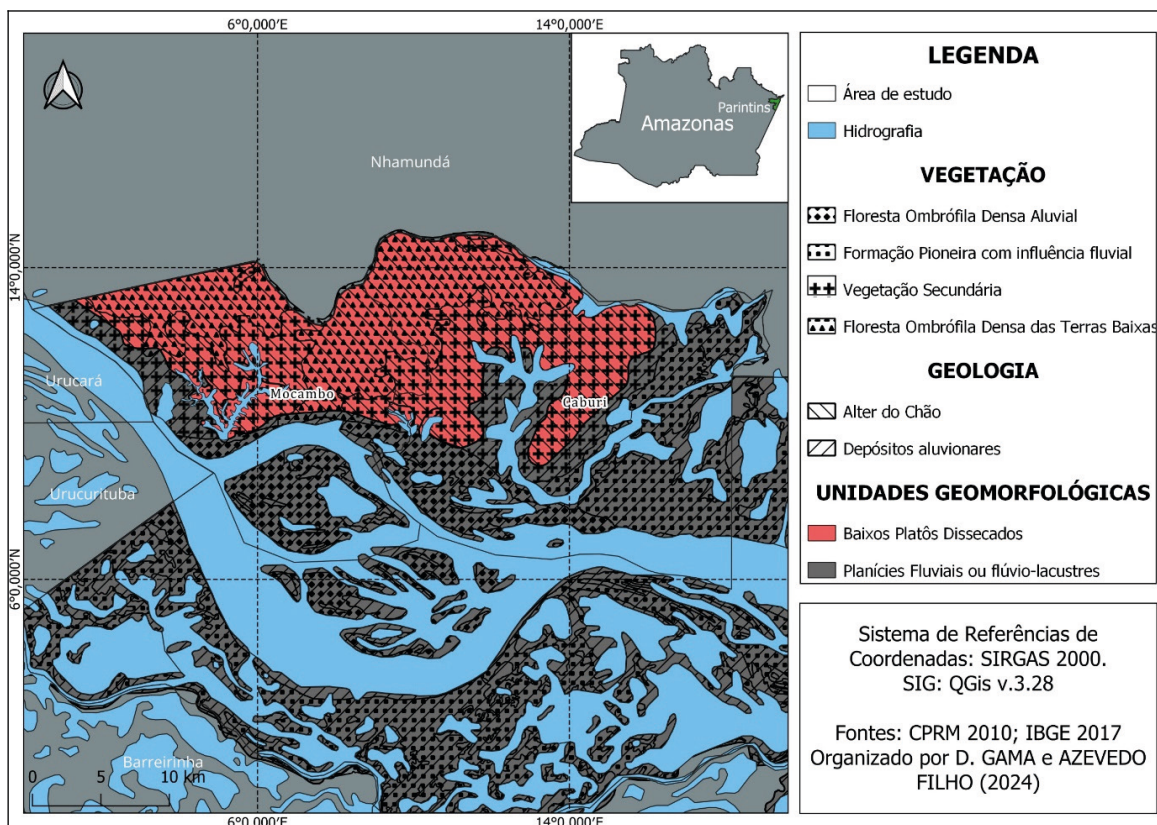 6°0,000’E
14°0,000’E
14°0,000’N
6°0,000’N
Nhamundá
Parintins
Amazonas
Urucará
Mocambo
Caburi
Urucurituba
Barreirinha
0 5 10 km
6°0,000’E
14°0,000’E
LEGENDA
Área de estudo
Hidrografia
VEGETAÇÃO
Floresta Ombrófila Densa Aluvial
Formação Pioneira com influência fluvial
Vegetação Secundária
Floresta Ombrófila Densa das Terras Baixas
GEOLOGIA
Alter do Chão
Depósitos aluvionares
UNIDADES GEOMORFOLÓGICAS
Baixos Platôs Dissecados
Planícies Fluviais ou flúvio-lacustres
Sistema de Referências de
Coordenadas: SIRGAS 2000.
SIG: QGis v.3.28
Fontes: CPRM 2010; IBGE 2017
Organizado por D. GAMA e AZEVEDO
FILHO (2024)